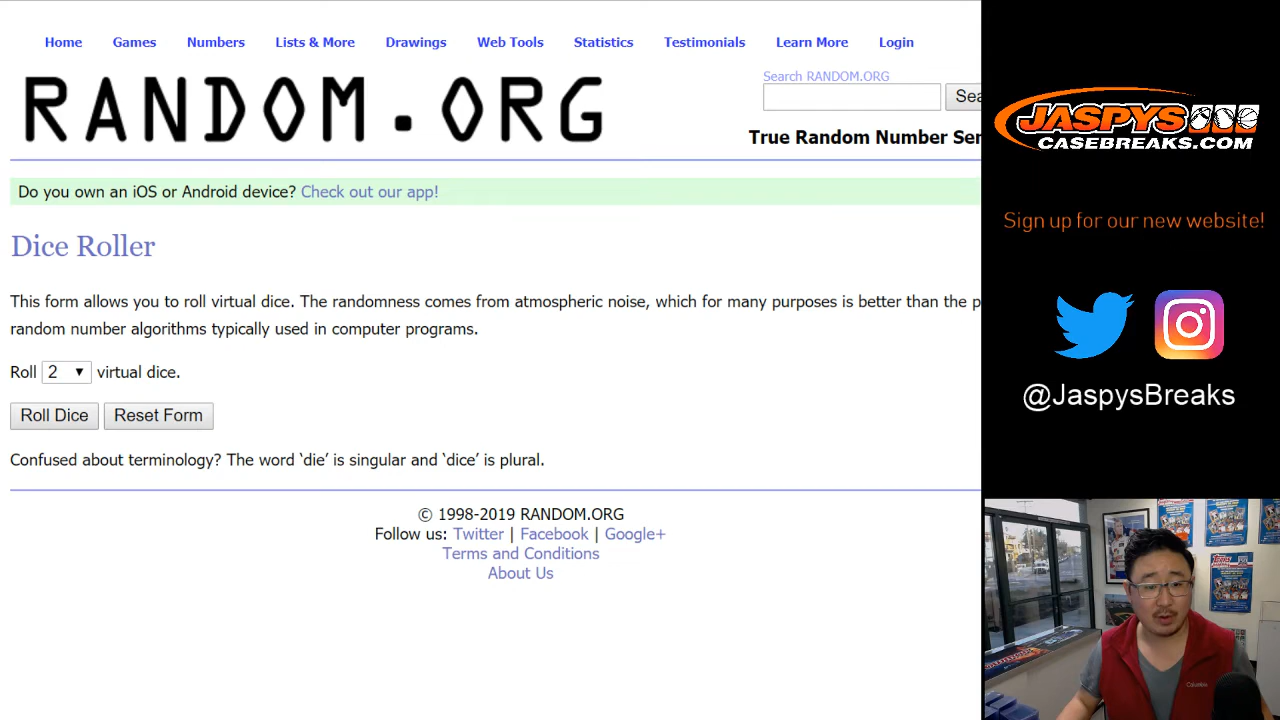 Home Games Numbers Lists & More Drawings Web Tools Statistics Testimonials Learn More Login
RANDOM.ORG
Search RANDOM.ORG
Sea
True Random Number Ser
Do you own an iOS or Android device? Check out our app!
Dice Roller
This form allows you to roll virtual dice. The randomness comes from atmospheric noise, which for many purposes is better than the p
random number algorithms typically used in computer programs.
Roll 2 virtual dice.
Roll Dice Reset Form
Confused about terminology? The word ‘die’ is singular and ‘dice’ is plural.
© 1998-2019 RANDOM.ORG
Follow us: Twitter | Facebook | Google+
Terms and Conditions
About Us
JASPYS
CASEBREAKS.COM
Sign up for our new website!
@JaspysBreaks
Columbia